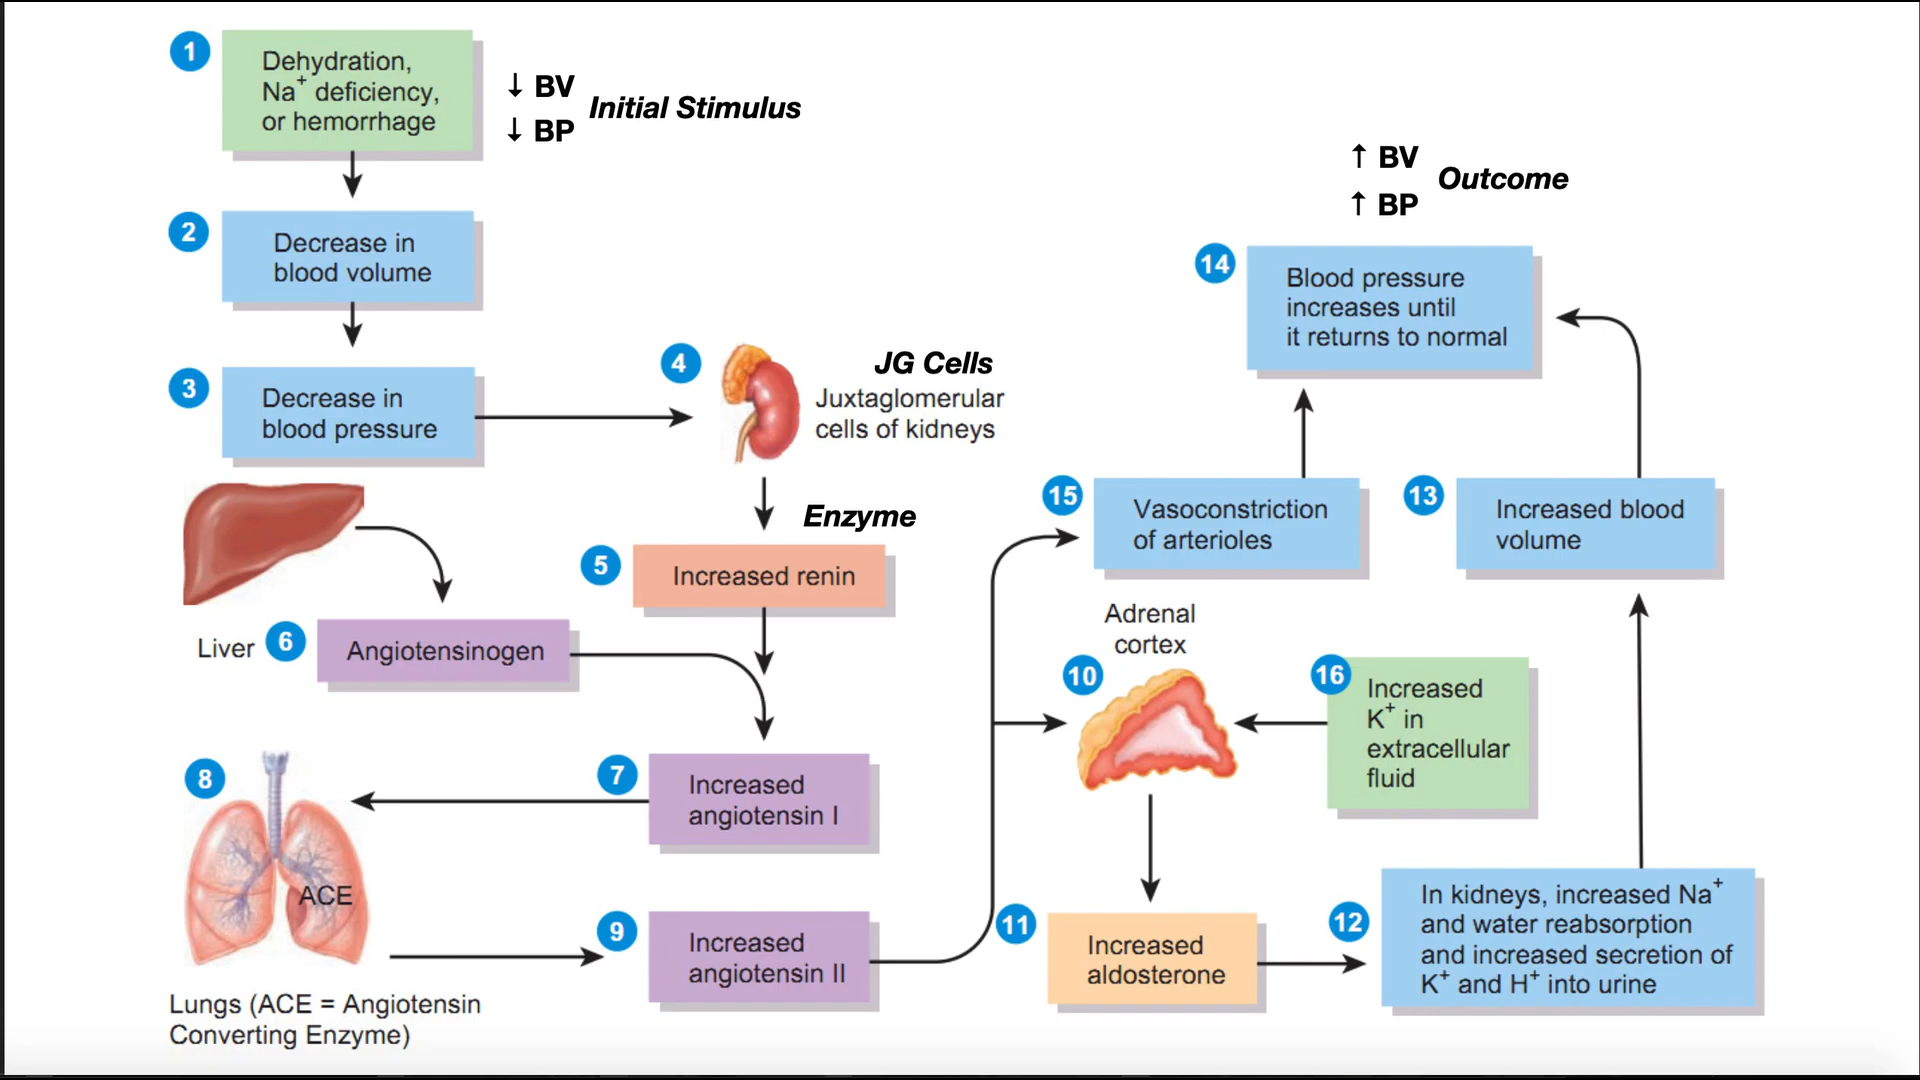 1
Dehydration,
Na+ deficiency,
or hemorrhage
↓ BV
↓ BP
Initial Stimulus
2
Decrease in
blood volume
3
Decrease in
blood pressure
4
JG Cells
Juxtaglomerular
cells of kidneys
Enzyme
5
Increased renin
Liver
6
Angiotensinogen
7
Increased
angiotensin I
8
ACE
Lungs (ACE = Angiotensin
Converting Enzyme)
9
Increased
angiotensin II
Adrenal
cortex
10
11
Increased
aldosterone
12
In kidneys, increased Na+
and water reabsorption
and increased secretion of
K+ and H+ into urine
13
Increased blood
volume
↑ BV
↑ BP
Outcome
14
Blood pressure
increases until
it returns to normal
15
Vasoconstriction
of arterioles
16
Increased
K+ in
extracellular
fluid